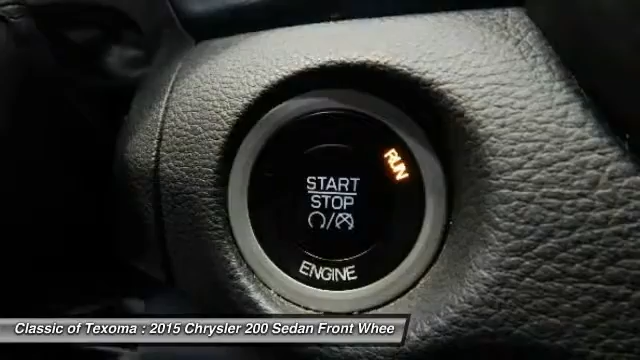 RUN
START
STOP
ENGINE
Classic of Texoma : 2015 Chrysler 200 Sedan Front Whee